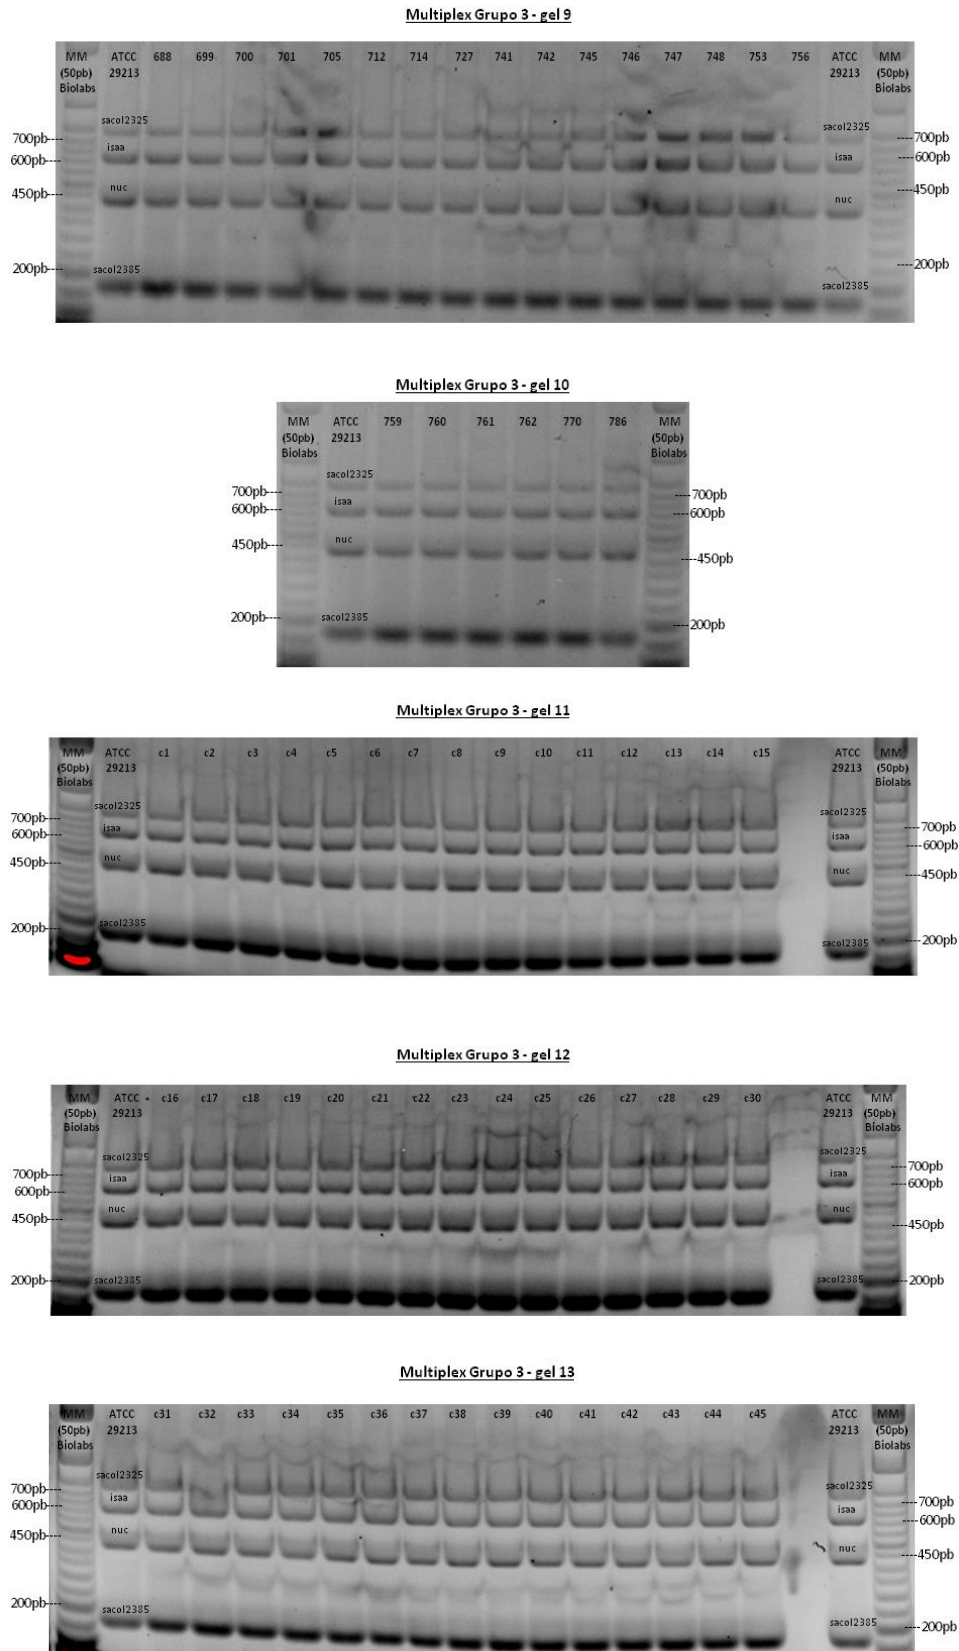 Multiplex Grupo 3 - gel 9
MM ATCC 688 699 700 701 705 712 714 727 741 742 745 746 747 748 753 756 ATCC MM
(50pb) 29213 29213 (50pb)
Biolabs Biolabs
sacol2325 sacol2325
700pb--- ---700pb
isaa isaa
600pb--- ----600pb
nuc nuc
450pb--- ----450pb
200pb--- sacol2385 ----200pb
sacol2385
Multiplex Grupo 3 - gel 10
MM ATCC 759 760 761 762 770 786 MM
(50pb) 29213 (50pb)
Biolabs Biolabs
sacol2325
700pb---- ----700pb
isaa
600pb---- ----600pb
nuc
450pb---- ----450pb
200pb---- sacol2385 ----200pb
Multiplex Grupo 3 - gel 11
MM ATCC c1 c2 c3 c4 c5 c6 c7 c8 c9 c10 c11 c12 c13 c14 c15 ATCC MM
(50pb) 29213 29213 (50pb)
Biolabs Biolabs
sacol2325 sacol2325
700pb--- ----700pb
isaa isaa
600pb--- ----600pb
nuc nuc
450pb--- ----450pb
200pb--- sacol2385 sacol2385 ----200pb
Multiplex Grupo 3 - gel 12
MM ATCC c16 c17 c18 c19 c20 c21 c22 c23 c24 c25 c26 c27 c28 c29 c30 ATCC MM
(50pb) 29213 29213 (50pb)
Biolabs Biolabs
sacol2325 sacol2325
700pb--- ----700pb
isaa isaa
600pb--- ----600pb
nuc nuc
450pb--- ----450pb
200pb--- sacol2385 sacol2385 ----200pb
Multiplex Grupo 3 - gel 13
MM ATCC c31 c32 c33 c34 c35 c36 c37 c38 c39 c40 c41 c42 c43 c44 c45 ATCC MM
(50pb) 29213 29213 (50pb)
Biolabs Biolabs
sacol2325 sacol2325
700pb--- ----700pb
isaa isaa
600pb--- ----600pb
nuc nuc
450pb--- ----450pb
200pb--- sacol2385 sacol2385 ----200pb